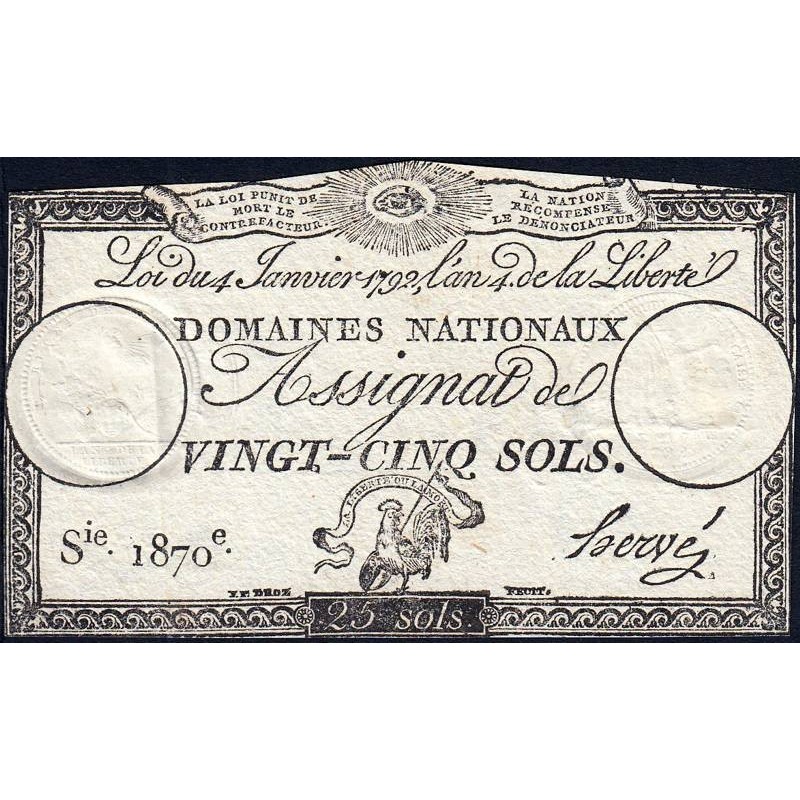 LA LOI PUNIT DE
MORT LE
CONTREFACTEUR.
LA NATION
RECOMPENSE
LE DENONCIATEUR
Loi du 4 Janvier 1792, l'an 4. de la Liberté
DOMAINES NATIONAUX
Assignat de
VINGT-CINQ SOLS.
LA LIBERTÉ OU LA MORT
Sie. 1870e.
hervé
FECIT.
25 sols.